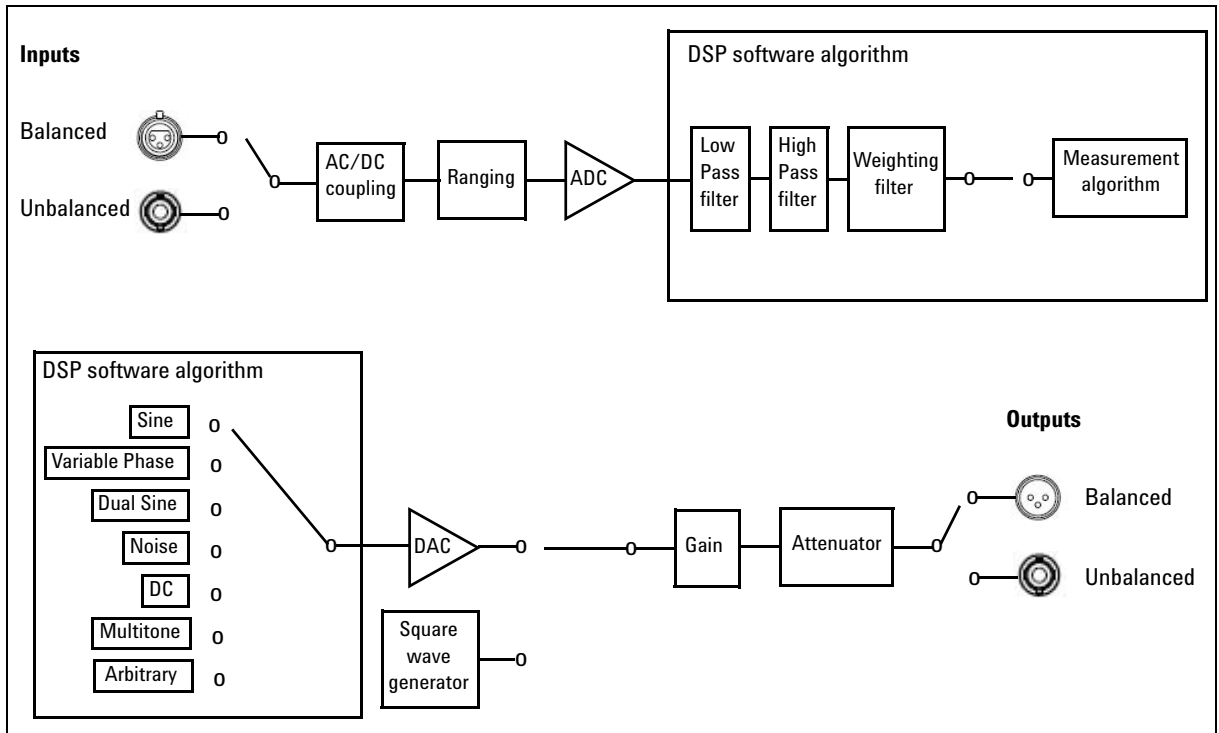 Inputs
DSP software algorithm
Balanced
Unbalanced
AC/DC
coupling
Ranging
ADC
Low
Pass
filter
High
Pass
filter
Weighting
filter
Measurement
algorithm
DSP software algorithm
Sine
Variable Phase
Dual Sine
Noise
DC
Multitone
Arbitrary
DAC
Square
wave
generator
Gain
Attenuator
Outputs
Balanced
Unbalanced